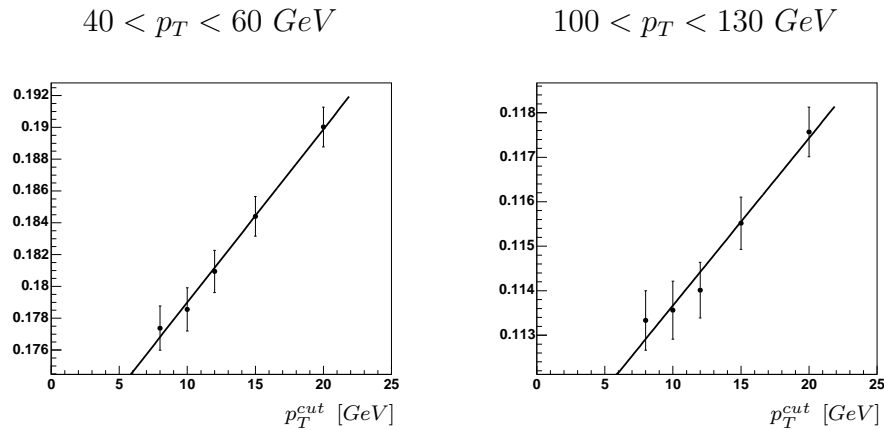 40 < p_T < 60 GeV
0.192
0.19
0.188
0.186
0.184
0.182
0.18
0.178
0.176
0 5 10 15 20 25
p_T^{cut} [GeV]
100 < p_T < 130 GeV
0.118
0.117
0.116
0.115
0.114
0.113
0 5 10 15 20 25
p_T^{cut} [GeV]